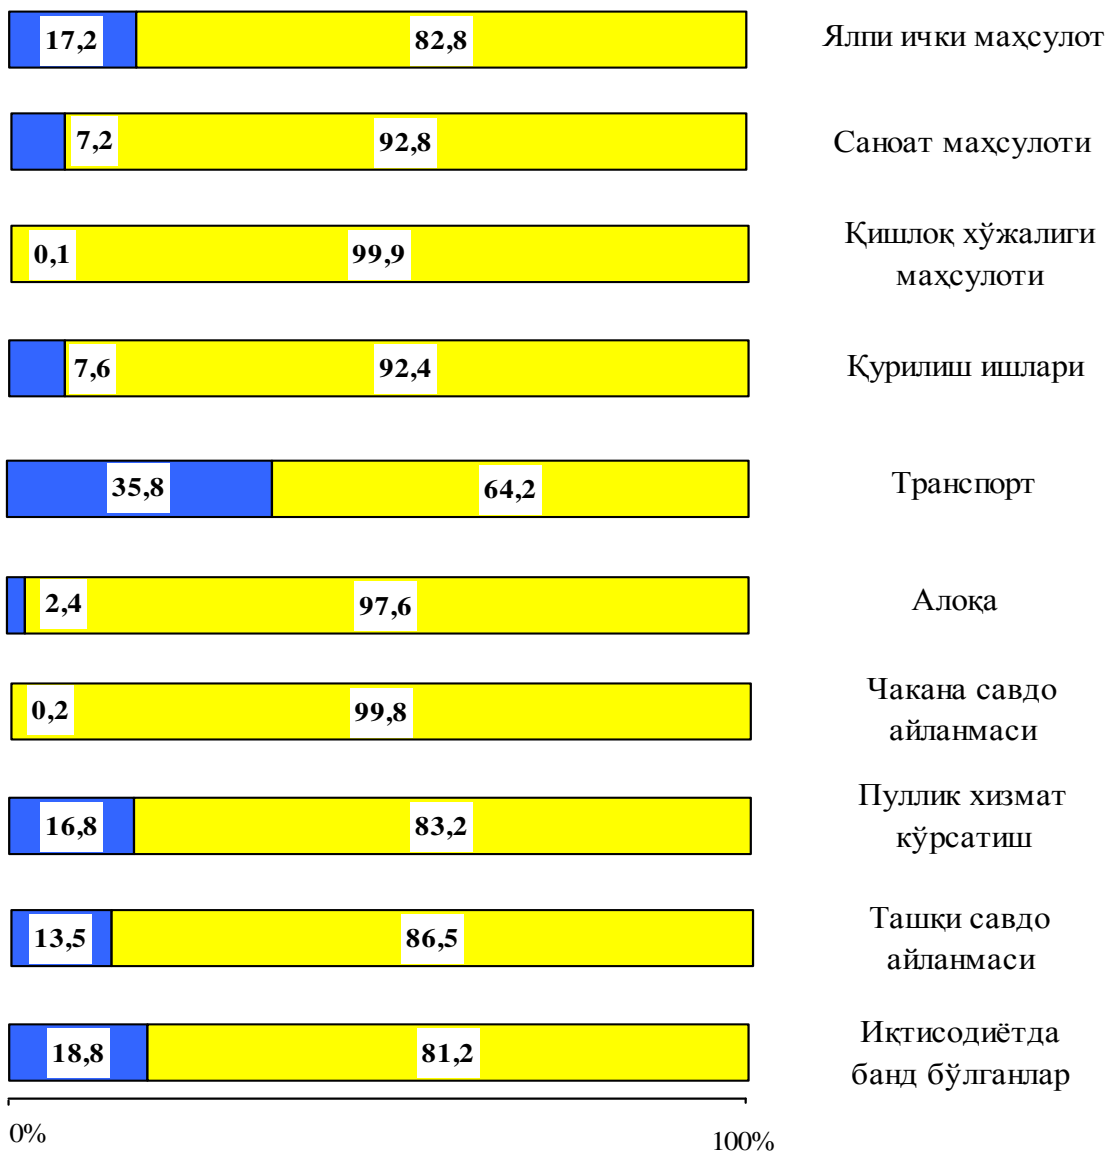 17,2 82,8 Ялпи ички маҳсулот
7,2 92,8 Саноат маҳсулоти
0,1 99,9 Қишлоқ хўжалиги
маҳсулоти
7,6 92,4 Қурилиш ишлари
35,8 64,2 Транспорт
2,4 97,6 Алоқа
0,2 99,8 Чакана савдо
айланмаси
16,8 83,2 Пуллик хизмат
кўрсатиш
13,5 86,5 Ташқи савдо
айланмаси
18,8 81,2 Иқтисодиётда
банд бўлганлар
0% 100%